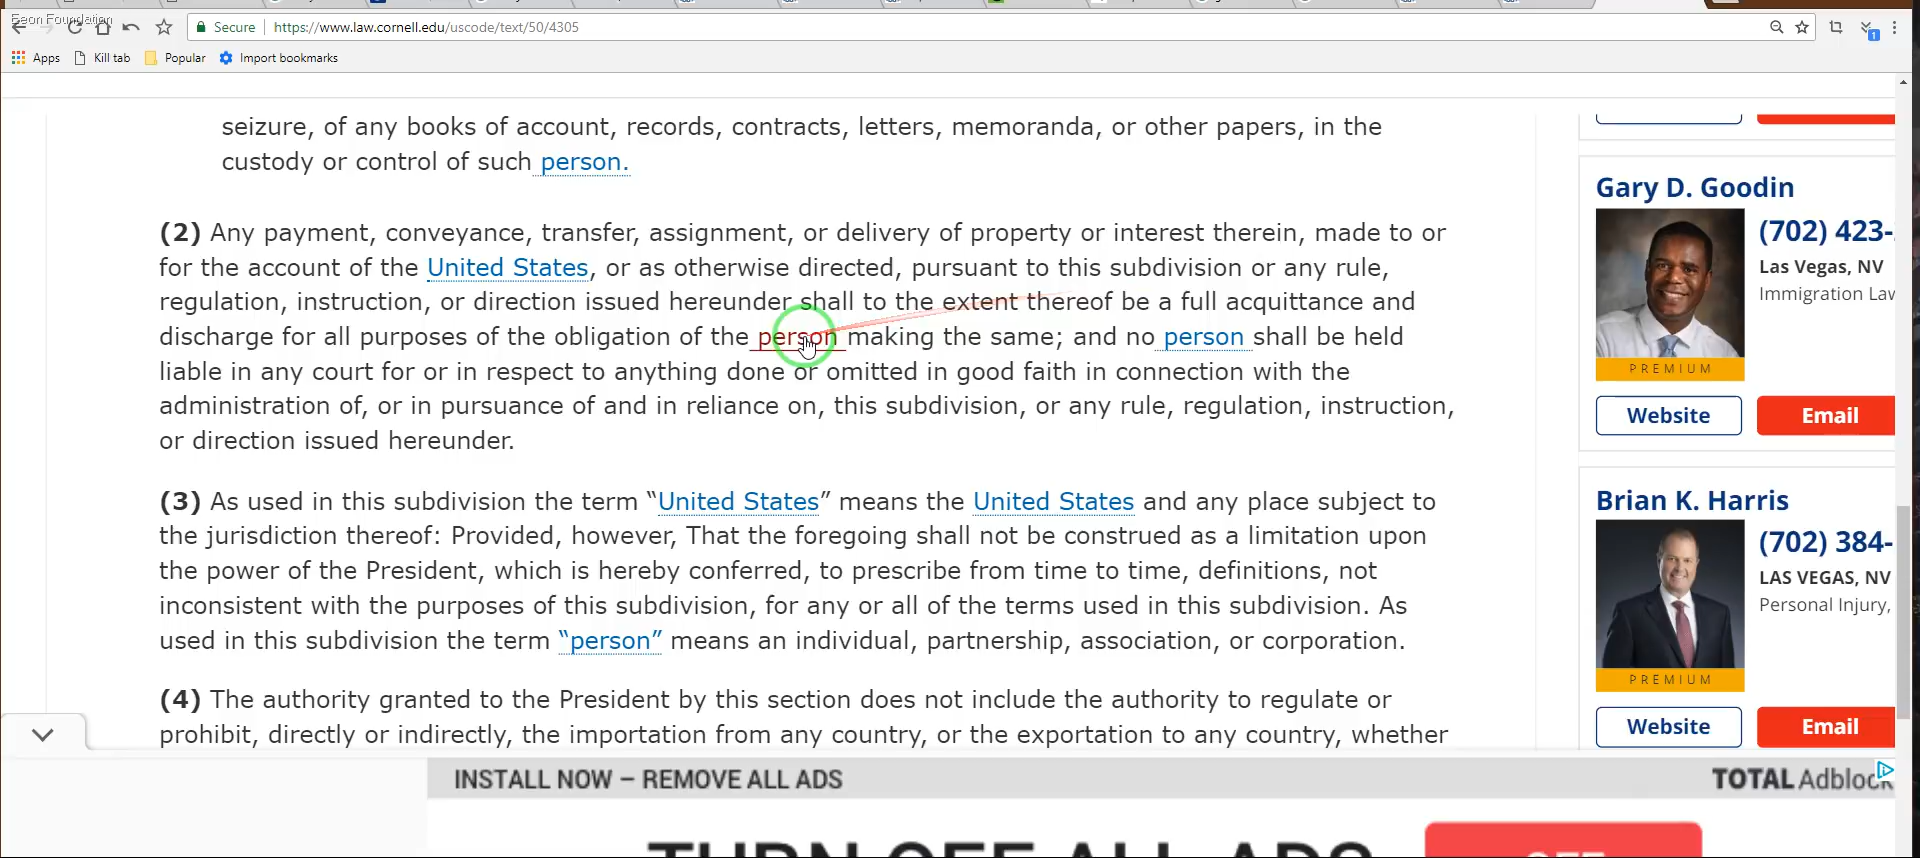 Eeon Foundation
Secure https://www.law.cornell.edu/uscode/text/50/4305
1
Apps Kill tab Popular Import bookmarks
seizure, of any books of account, records, contracts, letters, memoranda, or other papers, in the
custody or control of such person.
(2) Any payment, conveyance, transfer, assignment, or delivery of property or interest therein, made to or
for the account of the United States, or as otherwise directed, pursuant to this subdivision or any rule,
regulation, instruction, or direction issued hereunder shall to the extent thereof be a full acquittance and
discharge for all purposes of the obligation of the person making the same; and no person shall be held
liable in any court for or in respect to anything done or omitted in good faith in connection with the
administration of, or in pursuance of and in reliance on, this subdivision, or any rule, regulation, instruction,
or direction issued hereunder.
(3) As used in this subdivision the term “United States” means the United States and any place subject to
the jurisdiction thereof: Provided, however, That the foregoing shall not be construed as a limitation upon
the power of the President, which is hereby conferred, to prescribe from time to time, definitions, not
inconsistent with the purposes of this subdivision, for any or all of the terms used in this subdivision. As
used in this subdivision the term “person” means an individual, partnership, association, or corporation.
(4) The authority granted to the President by this section does not include the authority to regulate or
prohibit, directly or indirectly, the importation from any country, or the exportation to any country, whether
Gary D. Goodin
(702) 423-
Las Vegas, NV
Immigration Law
PREMIUM
Website Email
Brian K. Harris
(702) 384-
LAS VEGAS, NV
Personal Injury,
PREMIUM
Website Email
INSTALL NOW – REMOVE ALL ADS
TOTAL Adblock
TURN OFF ALL ADS
OFF